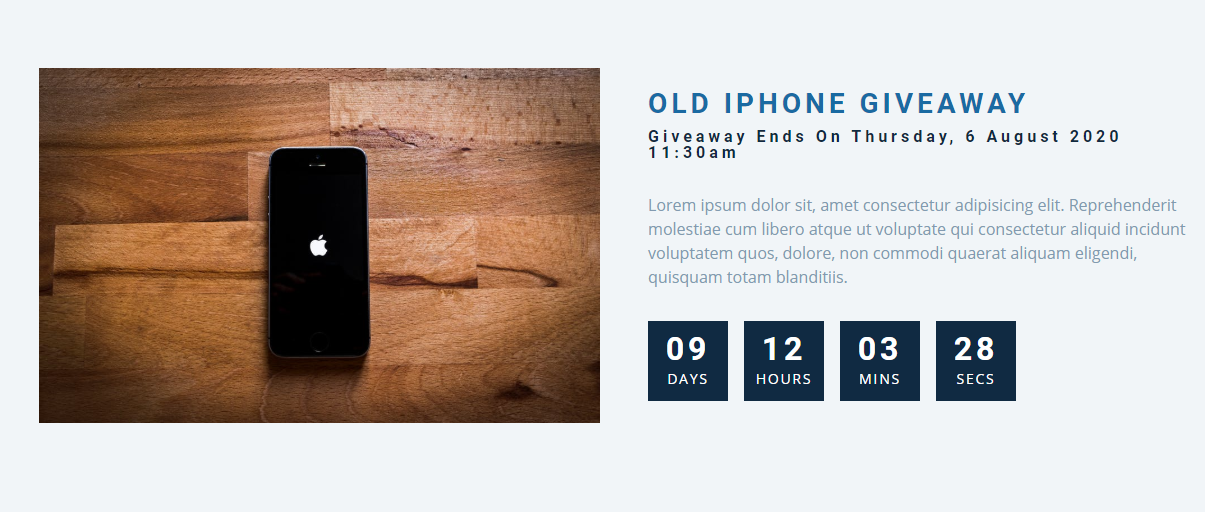 OLD IPHONE GIVEAWAY
Giveaway Ends On Thursday, 6 August 2020
11:30am
Lorem ipsum dolor sit, amet consectetur adipisicing elit. Reprehenderit
molestiae cum libero atque ut voluptate qui consectetur aliquid incidunt
voluptatem quos, dolore, non commodi quaerat aliquam eligendi,
quisquam totam blanditiis.
09 12 03 28
DAYS HOURS MINS SECS